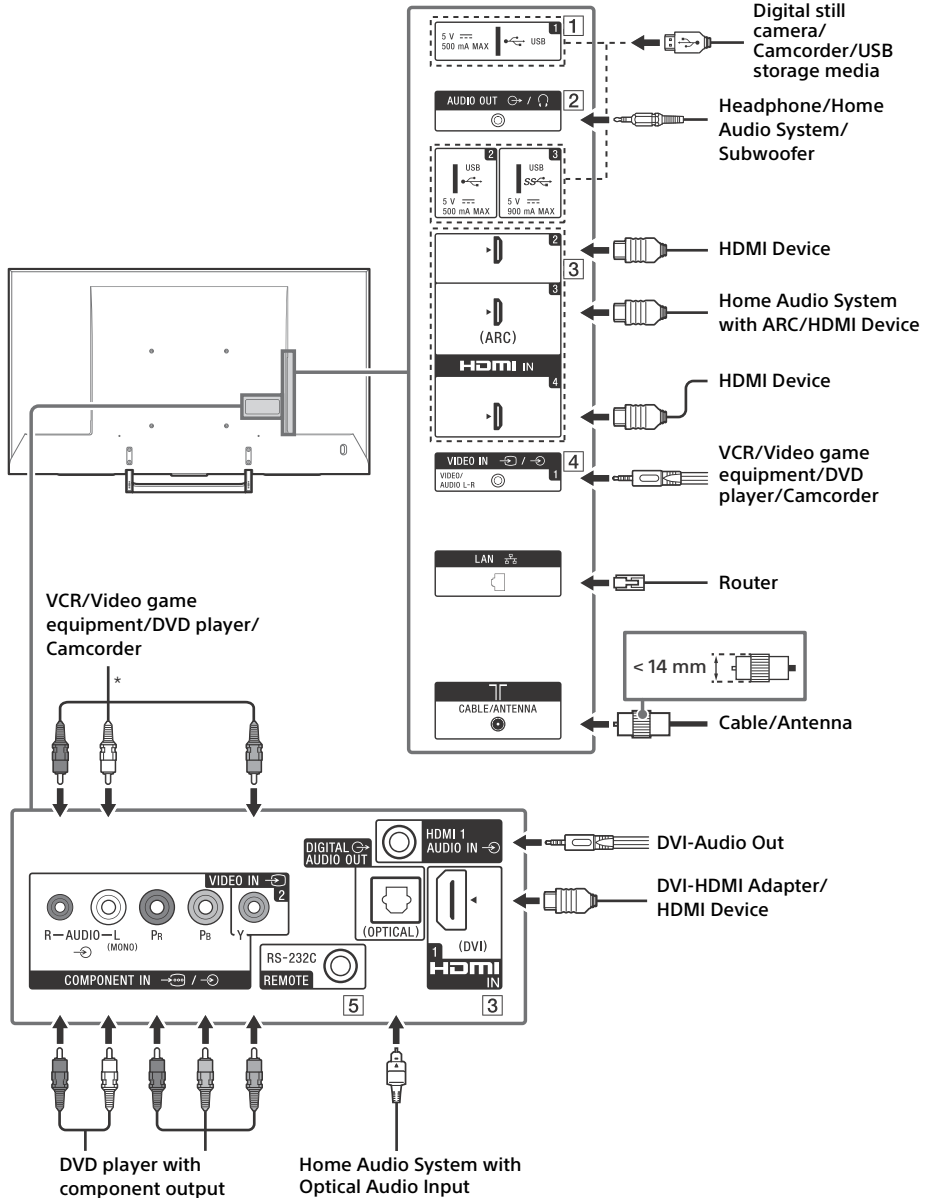 1
5 V
500 mA MAX
USB
1
Digital still
camera/
Camcorder/USB
storage media
AUDIO OUT /
2
Headphone/Home
Audio System/
Subwoofer
2
USB
5 V
500 mA MAX
3
USB
SS
5 V
900 mA MAX
2
3
HDMI Device
3
(ARC)
Home Audio System
with ARC/HDMI Device
HDMI IN
4
HDMI Device
VIDEO IN /
4
VIDEO/
AUDIO L-R
1
VCR/Video game
equipment/DVD
player/Camcorder
LAN
Router
< 14 mm
CABLE/ANTENNA
Cable/Antenna
VCR/Video game
equipment/DVD player/
Camcorder
*
DIGITAL
AUDIO OUT
HDMI 1
AUDIO IN
DVI-Audio Out
VIDEO IN
2
R—AUDIO—L
(MONO)
PR
PB
Y
COMPONENT IN /
(OPTICAL)
RS-232C
REMOTE
5
(DVI)
1
HDMI
IN
3
DVI-HDMI Adapter/
HDMI Device
DVD player with
component output
Home Audio System with
Optical Audio Input